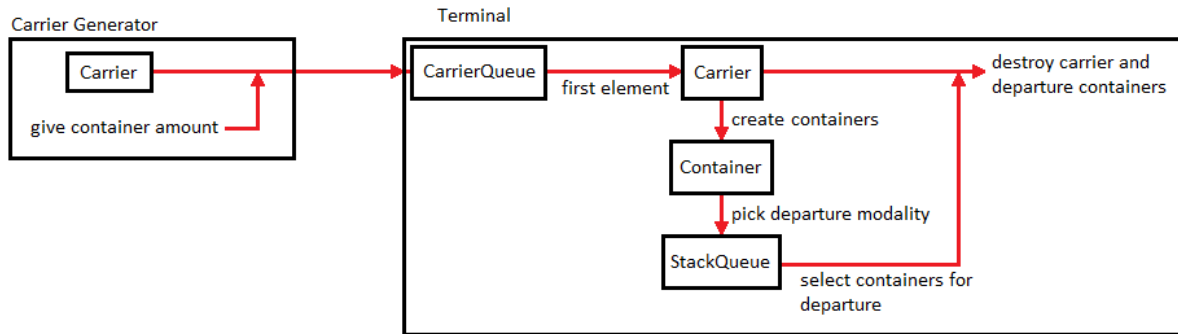 Carrier Generator
Terminal
Carrier
give container amount
CarrierQueue
first element
Carrier
destroy carrier and
departure containers
create containers
Container
pick departure modality
StackQueue
select containers for
departure